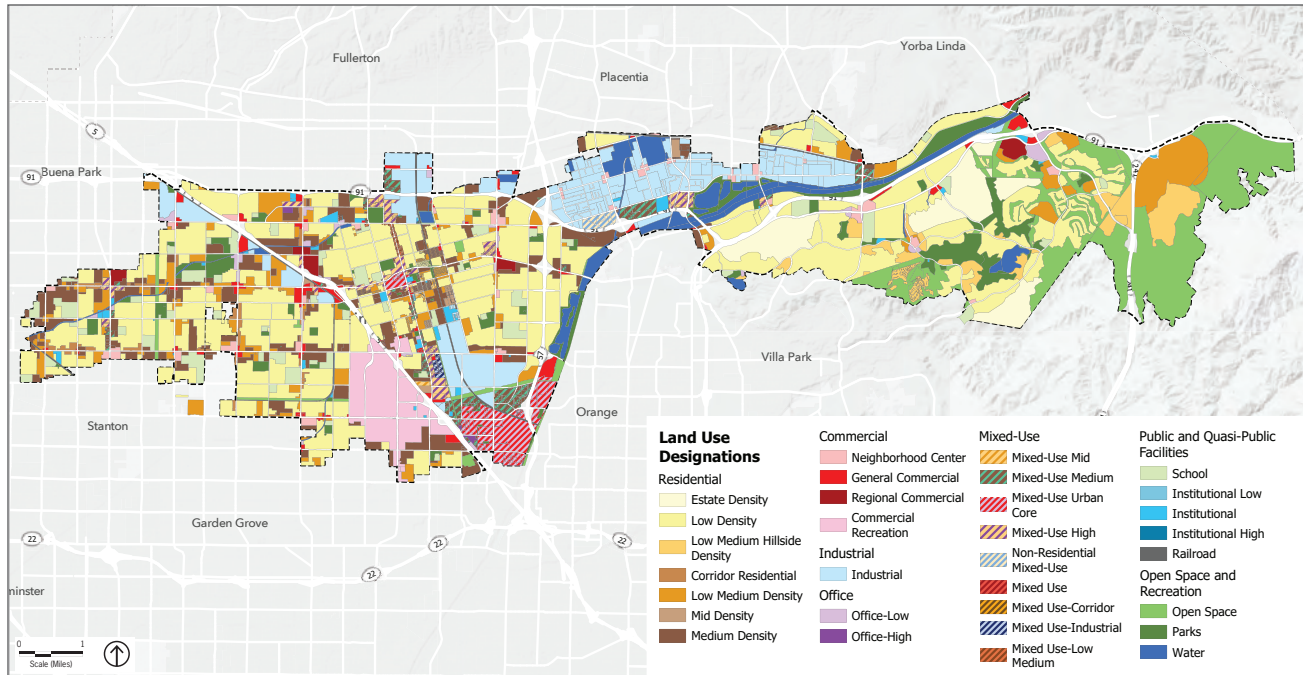 Fullerton
Yorba Linda
Placentia
5
91
Buena Park
91
91
91
241
91
57
Villa Park
Orange
Stanton
Garden Grove
22
22
22
22
minster
0 1
Scale (Miles)
Land Use
Designations
Residential
Estate Density
Low Density
Low Medium Hillside
Density
Corridor Residential
Low Medium Density
Mid Density
Medium Density
Commercial
Neighborhood Center
General Commercial
Regional Commercial
Commercial
Recreation
Industrial
Industrial
Office
Office-Low
Office-High
Mixed-Use
Mixed-Use Mid
Mixed-Use Medium
Mixed-Use Urban
Core
Mixed-Use High
Non-Residential
Mixed-Use
Mixed Use
Mixed Use-Corridor
Mixed Use-Industrial
Mixed Use-Low
Medium
Public and Quasi-Public
Facilities
School
Institutional Low
Institutional
Institutional High
Railroad
Open Space and
Recreation
Open Space
Parks
Water